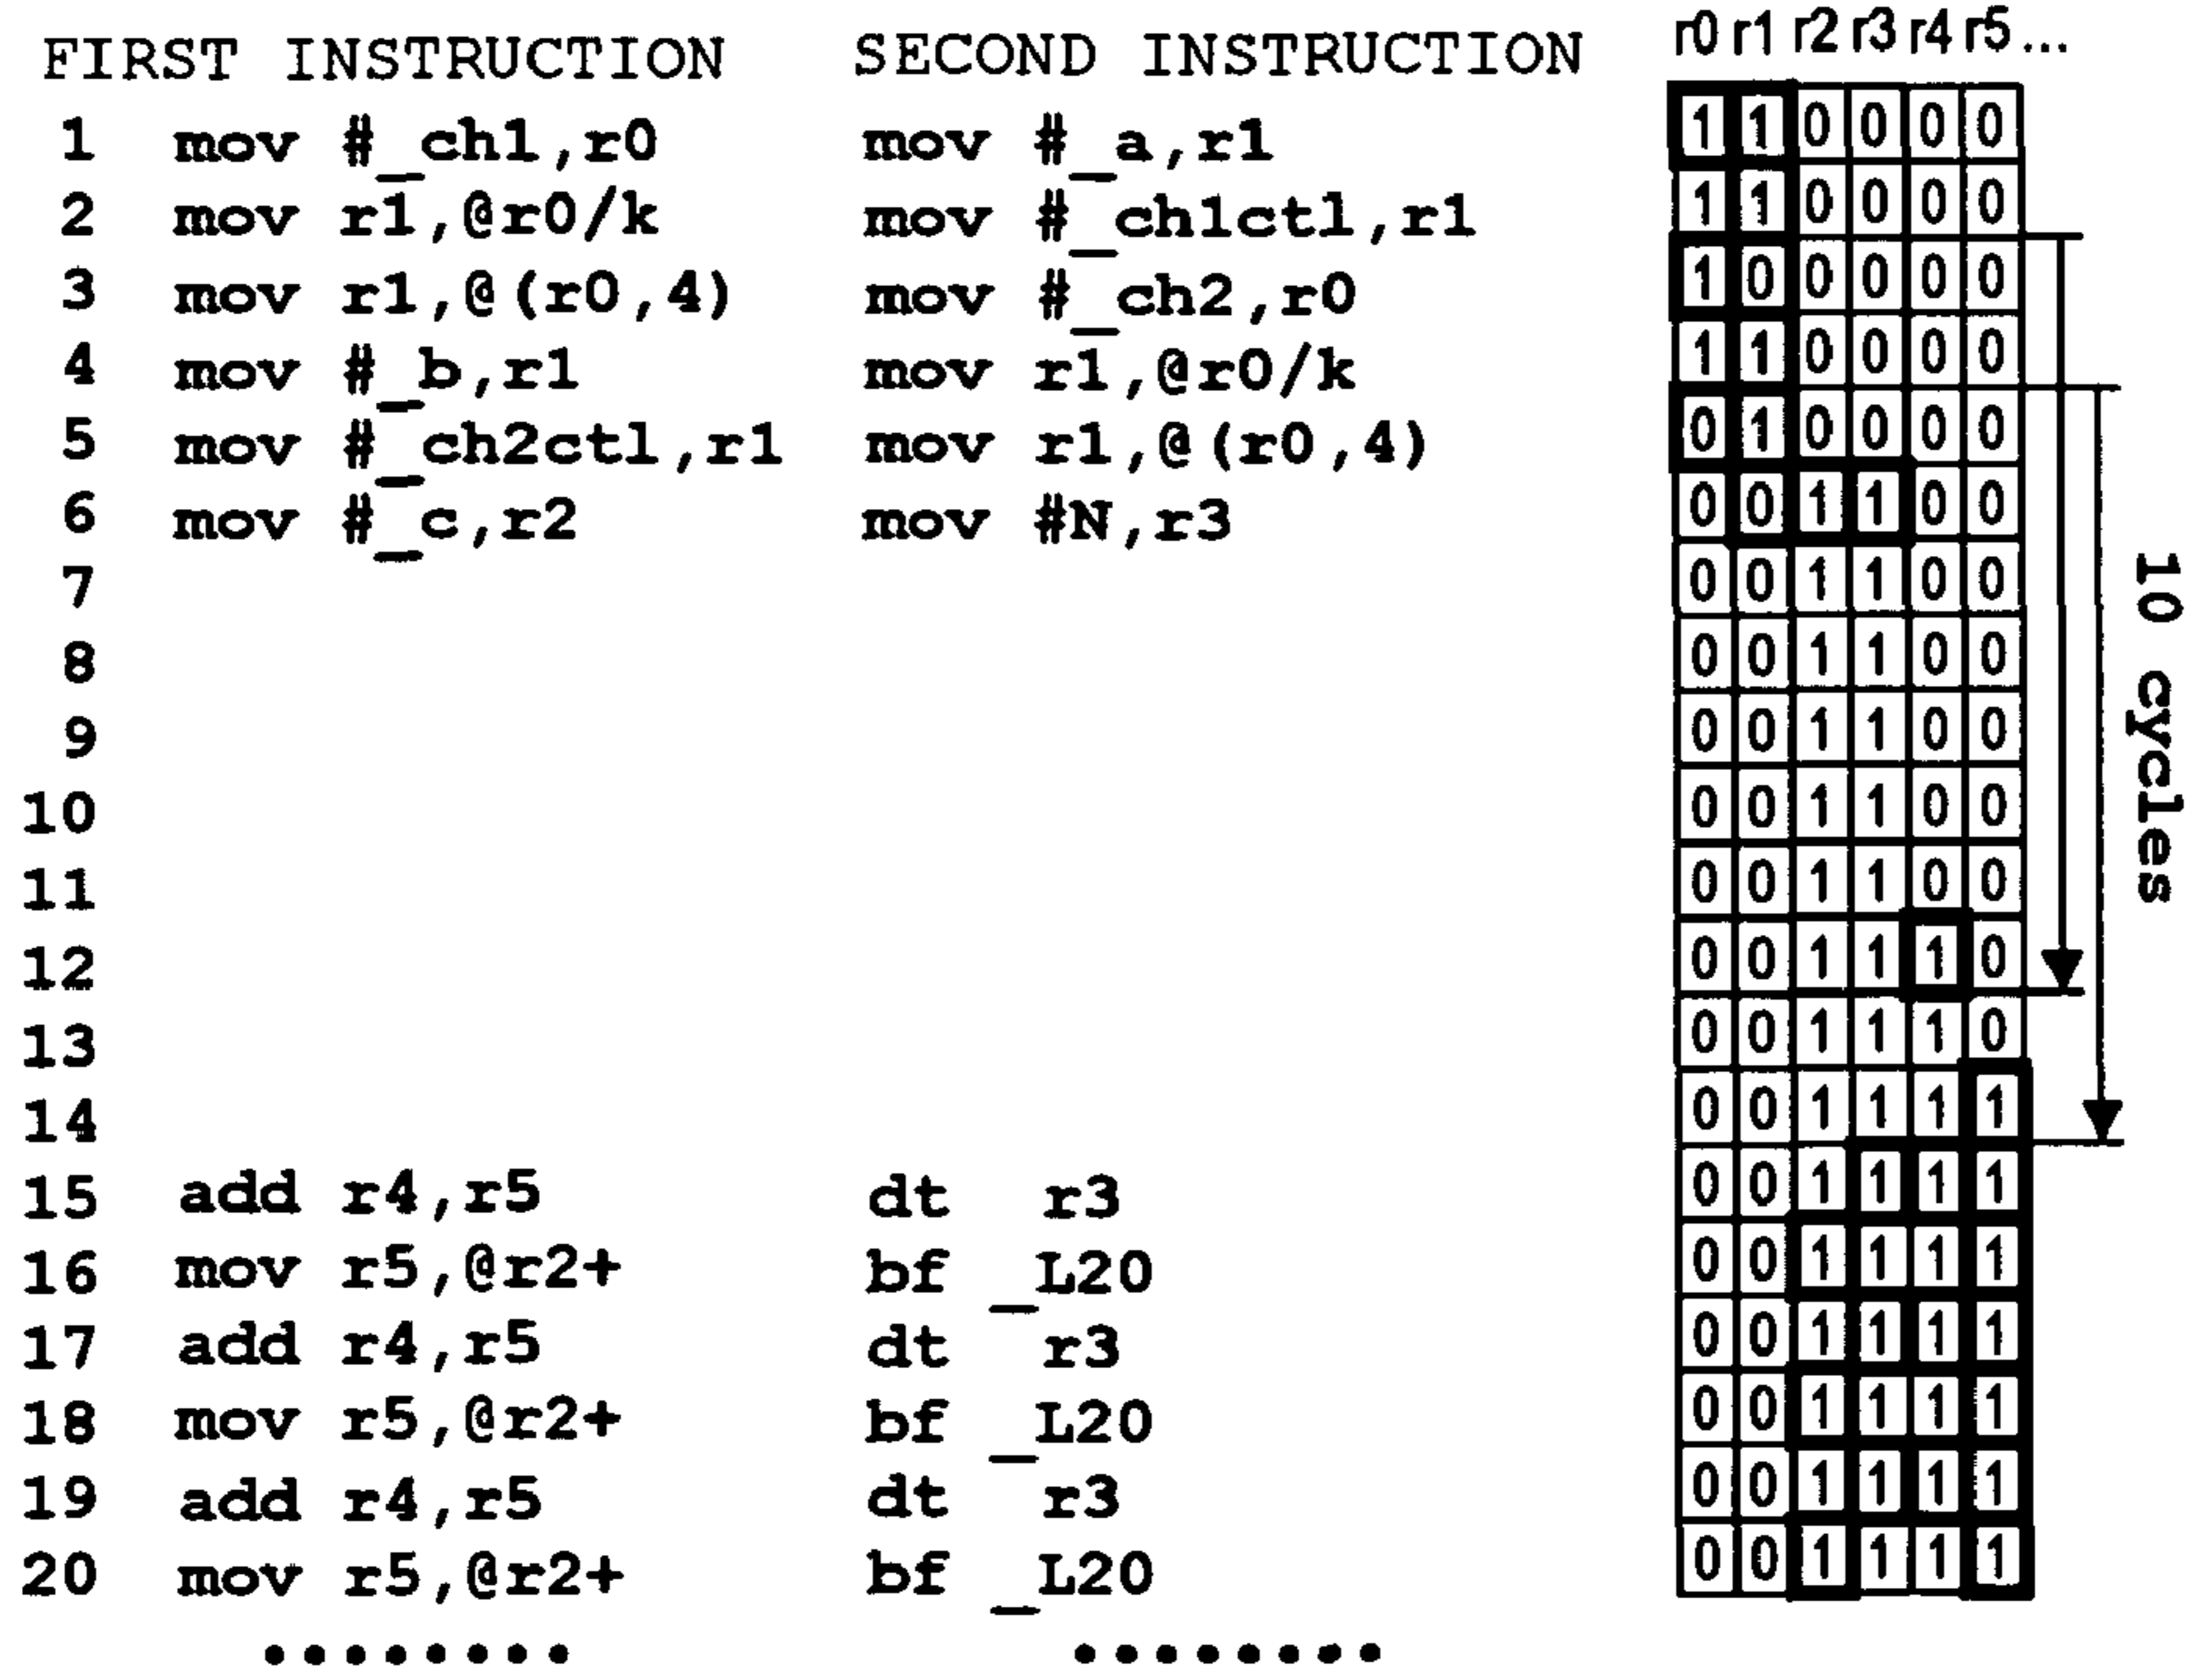 FIRST INSTRUCTION SECOND INSTRUCTION r0 r1 r2 r3 r4 r5...
1 mov #_ch1,r0 mov #_a,r1 1 1 0 0 0 0
2 mov r1,@r0/k mov #_ch1ctl,r1 1 1 0 0 0 0
3 mov r1,@(r0,4) mov #_ch2,r0 1 0 0 0 0 0
4 mov #_b,r1 mov r1,@r0/k 1 1 0 0 0 0
5 mov #_ch2ctl,r1 mov r1,@(r0,4) 0 1 0 0 0 0
6 mov #_c,r2 mov #N,r3 0 0 1 1 0 0
7 0 0 1 1 0 0
8 0 0 1 1 0 0
9 0 0 1 1 0 0
10 0 0 1 1 0 0
11 0 0 1 1 0 0
12 0 0 1 1 1 0
13 0 0 1 1 1 0
14 0 0 1 1 1 1
15 add r4,r5 dt r3 0 0 1 1 1 1
16 mov r5,@r2+ bf _L20 0 0 1 1 1 1
17 add r4,r5 dt r3 0 0 1 1 1 1
18 mov r5,@r2+ bf _L20 0 0 1 1 1 1
19 add r4,r5 dt r3 0 0 1 1 1 1
20 mov r5,@r2+ bf _L20 0 0 1 1 1 1
........ ........
10 cycles